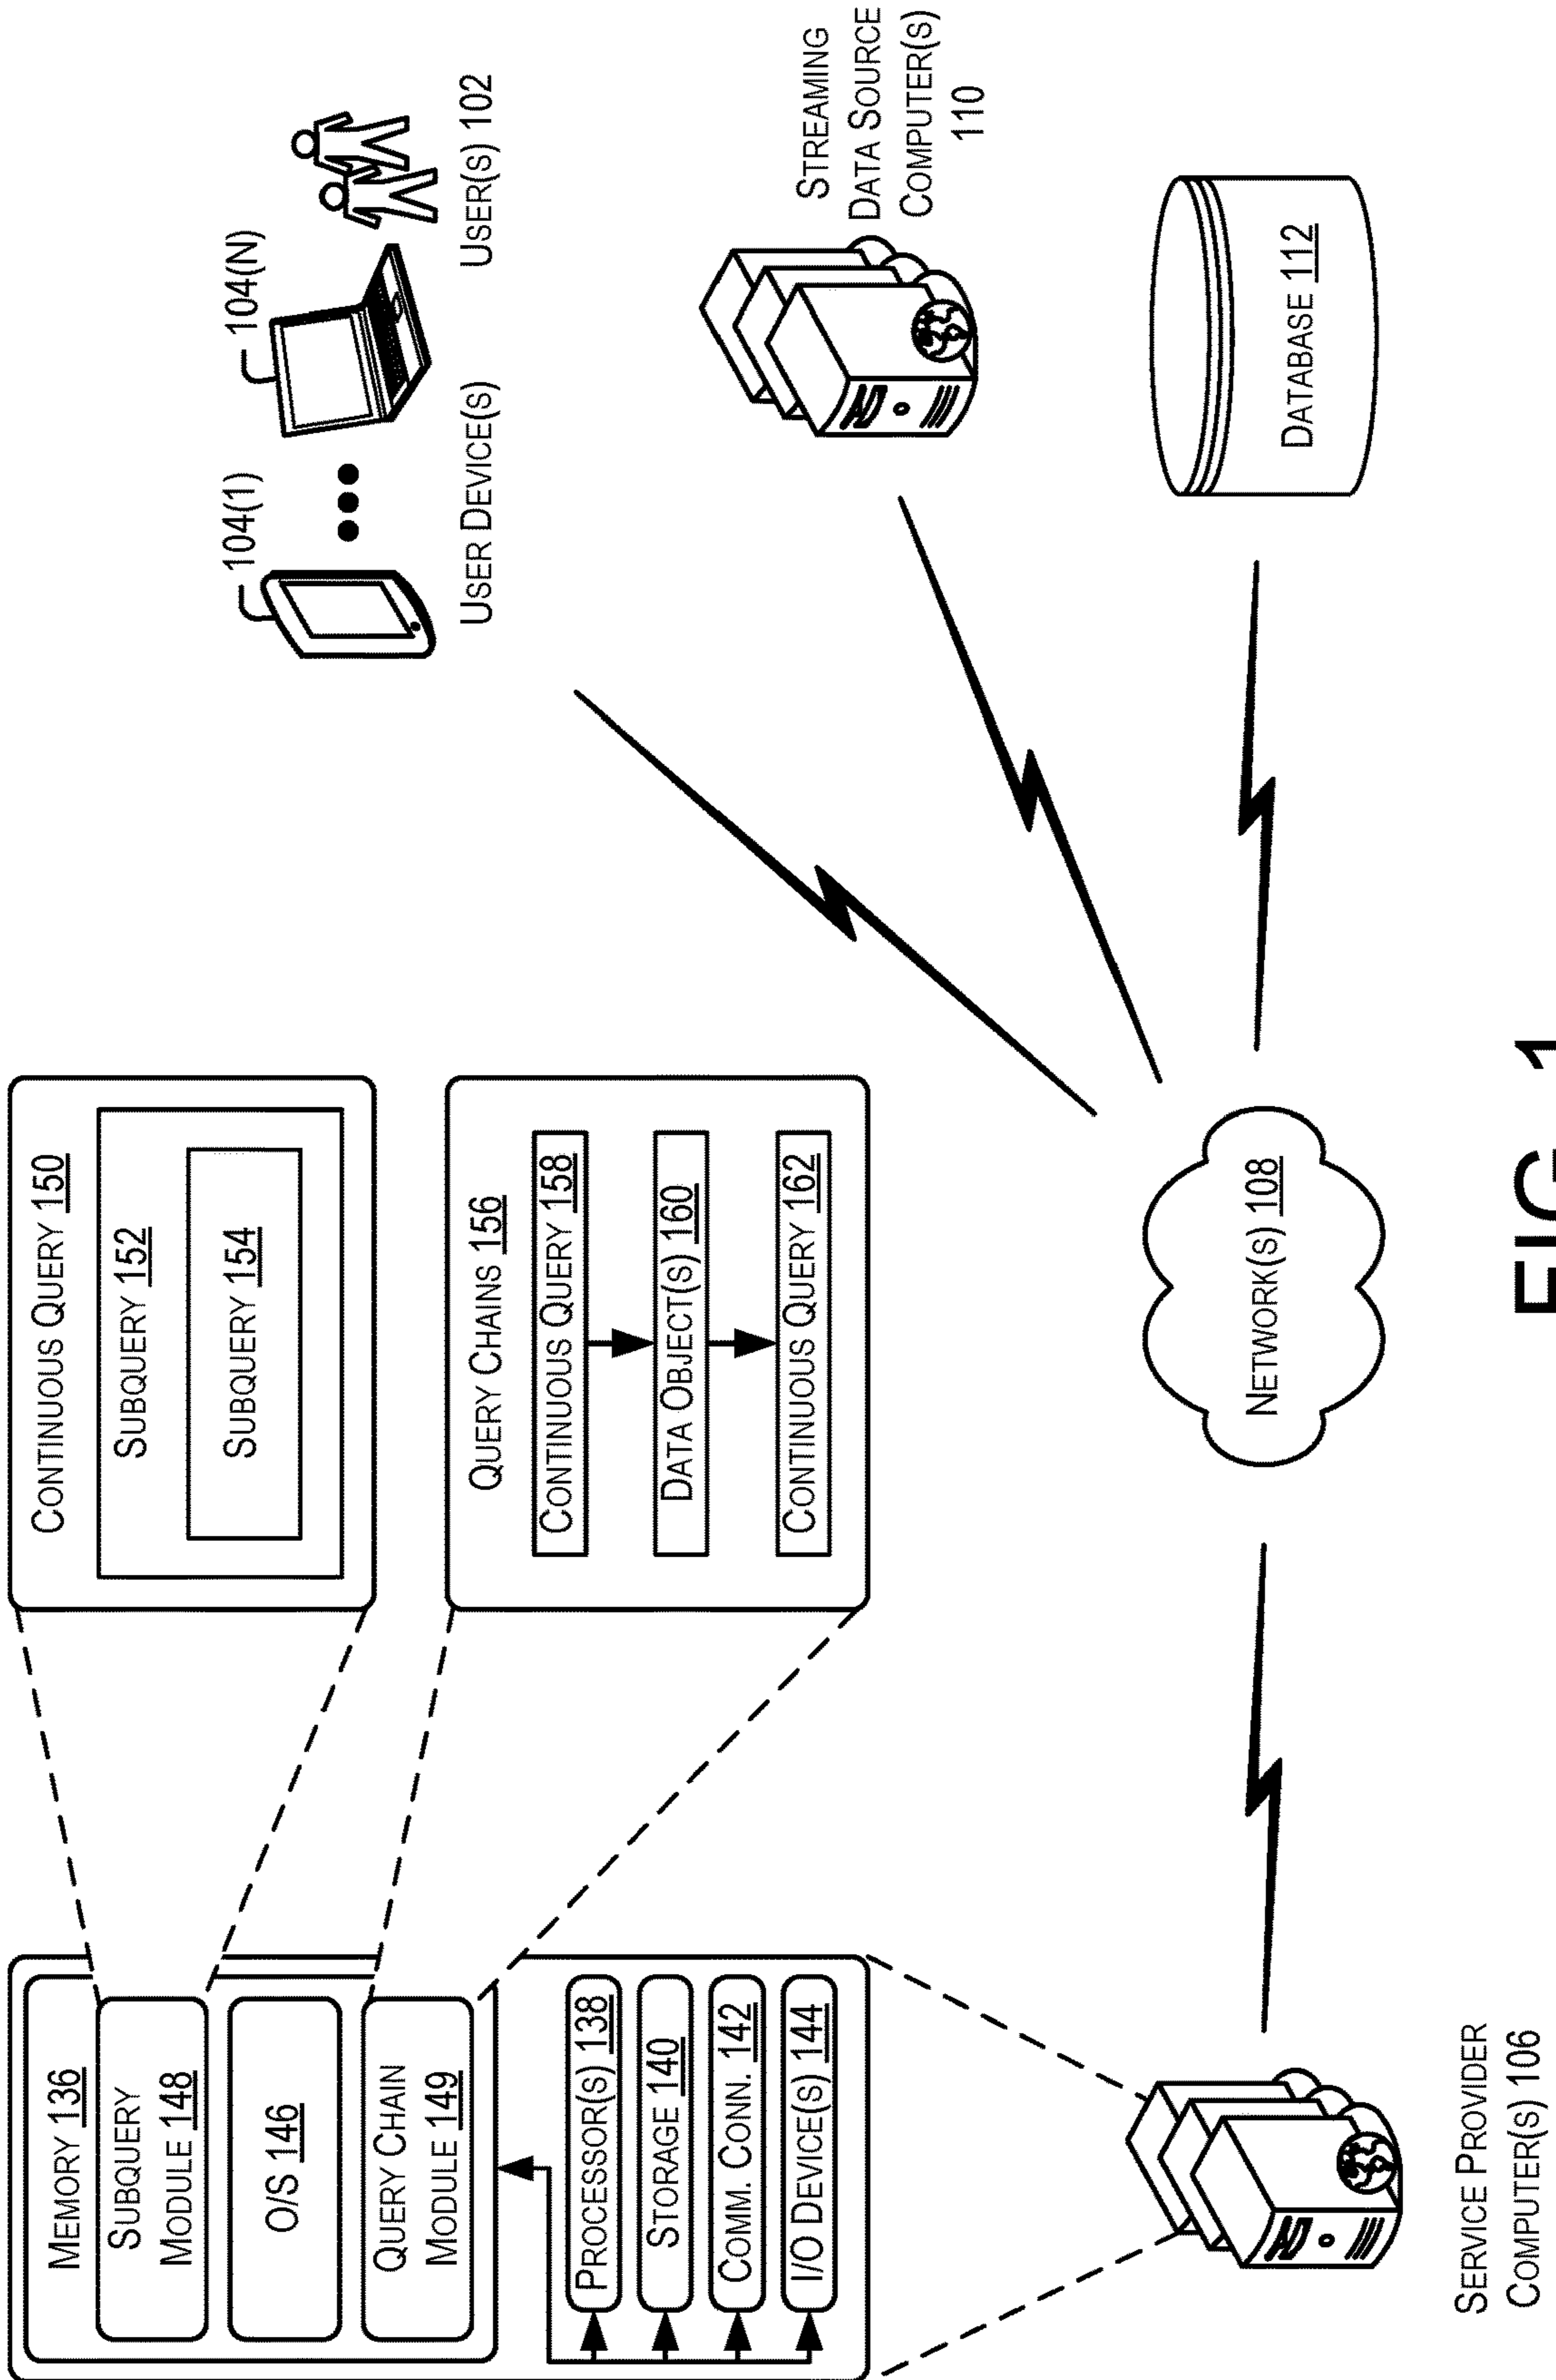 MEMORY 136
SUBQUERY
MODULE 148
O/S 146
QUERY CHAIN
MODULE 149
PROCESSOR(S) 138
STORAGE 140
COMM. CONN. 142
I/O DEVICE(S) 144
SERVICE PROVIDER
COMPUTER(S) 106
CONTINUOUS QUERY 150
SUBQUERY 152
SUBQUERY 154
QUERY CHAINS 156
CONTINUOUS QUERY 158
DATA OBJECT(S) 160
CONTINUOUS QUERY 162
NETWORK(S) 108
104(1)
104(N)
USER DEVICE(S)
USER(S) 102
STREAMING
DATA SOURCE
COMPUTER(S)
110
DATABASE 112
FIG. 1